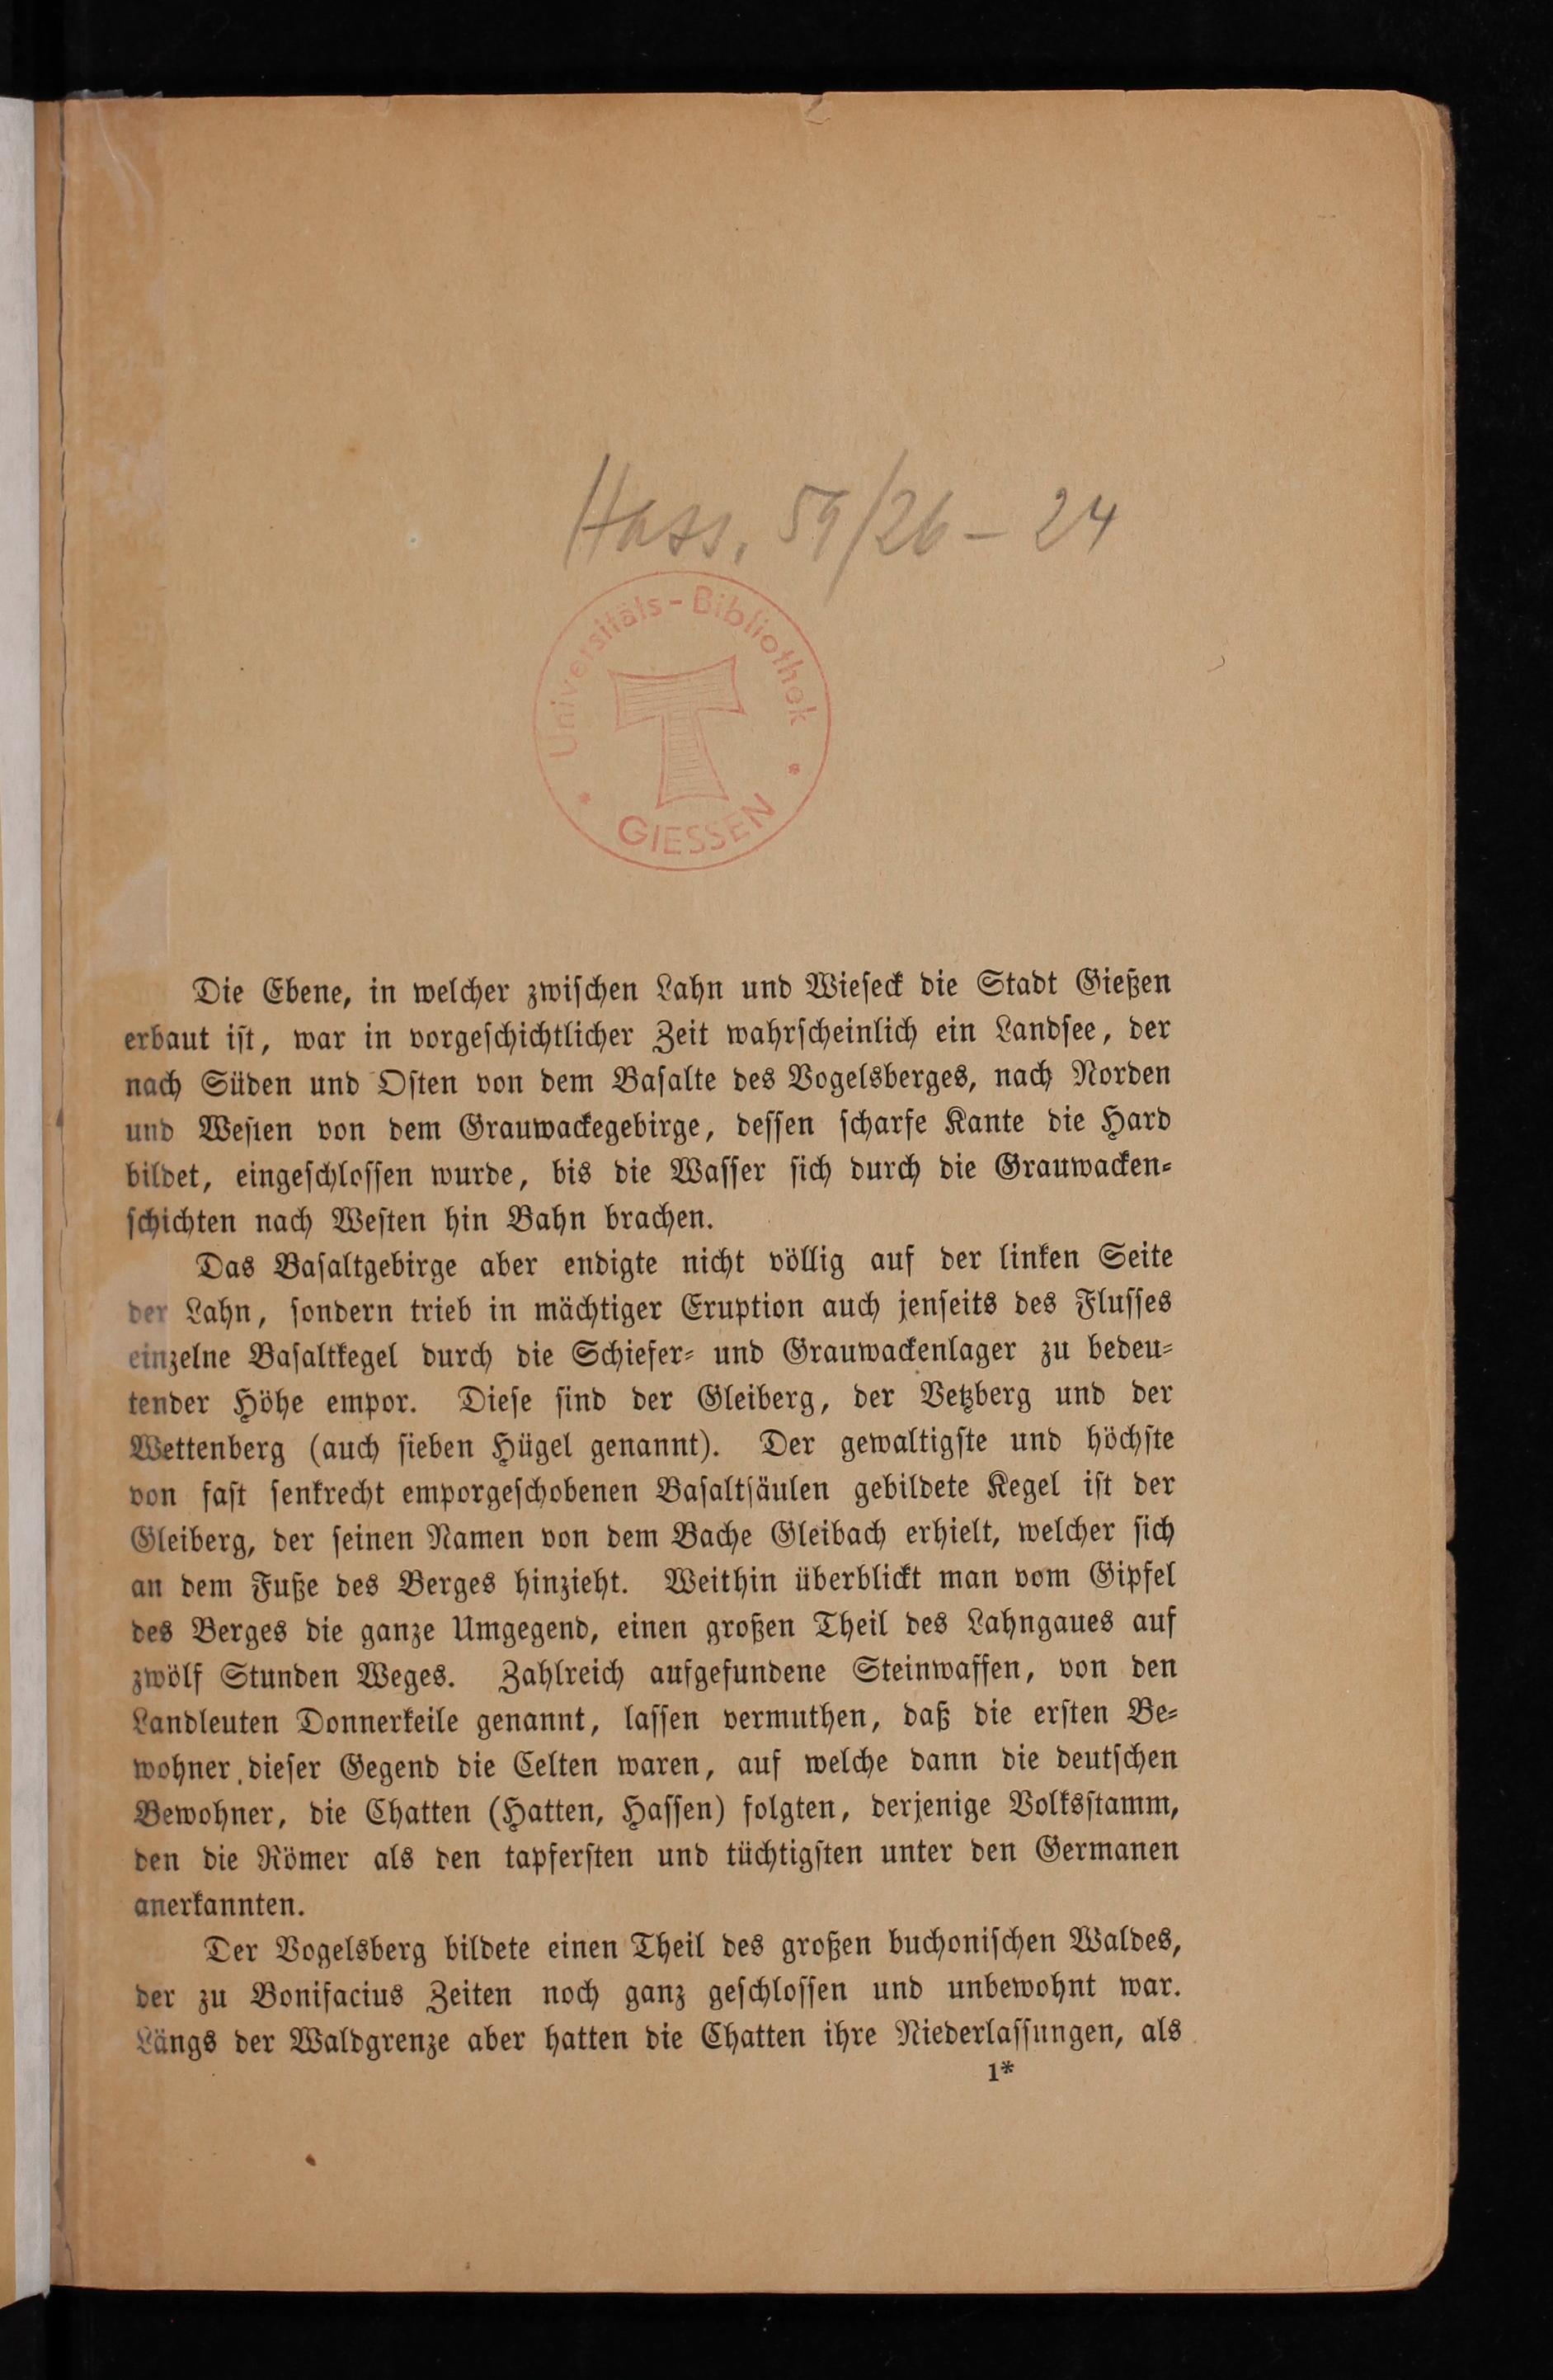 Hass. 59/26-24
Universitäts-Bibliothek
GIESSEN
Die Ebene, in welcher zwischen Lahn und Wieseck die Stadt Gießen
erbaut ist, war in vorgeschichtlicher Zeit wahrscheinlich ein Landsee, der
nach Süden und Osten von dem Basalte des Vogelsberges, nach Norden
und Westen von dem Grauwackegebirge, dessen scharfe Kante die Hard
bildet, eingeschlossen wurde, bis die Wasser sich durch die Grauwacken-
schichten nach Westen hin Bahn brachen.
Das Basaltgebirge aber endigte nicht völlig auf der linken Seite
der Lahn, sondern trieb in mächtiger Eruption auch jenseits des Flusses
einzelne Basaltkegel durch die Schiefer- und Grauwackenlager zu bedeu-
tender Höhe empor. Diese sind der Gleiberg, der Vetzberg und der
Wettenberg (auch sieben Hügel genannt). Der gewaltigste und höchste
von fast senkrecht emporgeschobenen Basaltsäulen gebildete Kegel ist der
Gleiberg, der seinen Namen von dem Bache Gleibach erhielt, welcher sich
an dem Fuße des Berges hinzieht. Weithin überblickt man vom Gipfel
des Berges die ganze Umgegend, einen großen Theil des Lahngaues auf
zwölf Stunden Weges. Zahlreich aufgefundene Steinwaffen, von den
Landleuten Donnerkeile genannt, lassen vermuthen, daß die ersten Be-
wohner dieser Gegend die Celten waren, auf welche dann die deutschen
Bewohner, die Chatten (Hatten, Hassen) folgten, derjenige Volksstamm,
den die Römer als den tapfersten und tüchtigsten unter den Germanen
anerkannten.
Der Vogelsberg bildete einen Theil des großen buchonischen Waldes,
der zu Bonifacius Zeiten noch ganz geschlossen und unbewohnt war.
Längs der Waldgrenze aber hatten die Chatten ihre Niederlassungen, als
1*